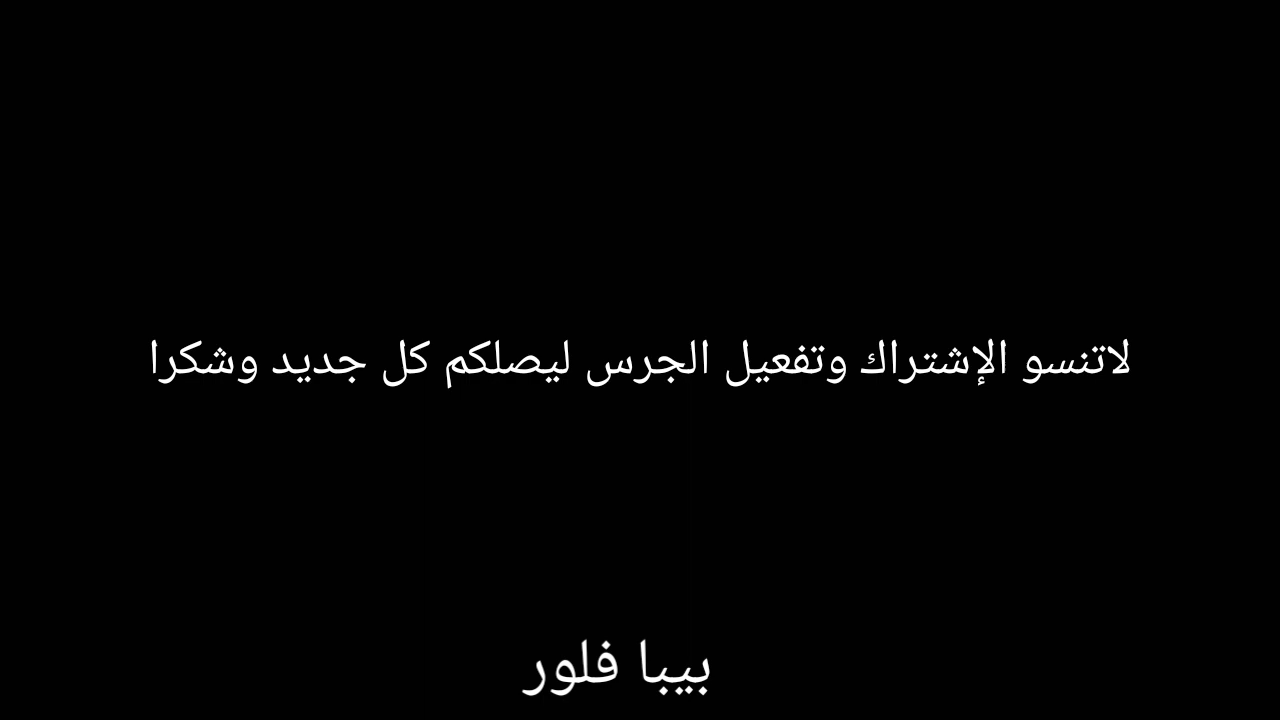 لاتنسو الإشتراك وتفعيل الجرس ليصلكم كل جديد وشكرا
بيبا فلور